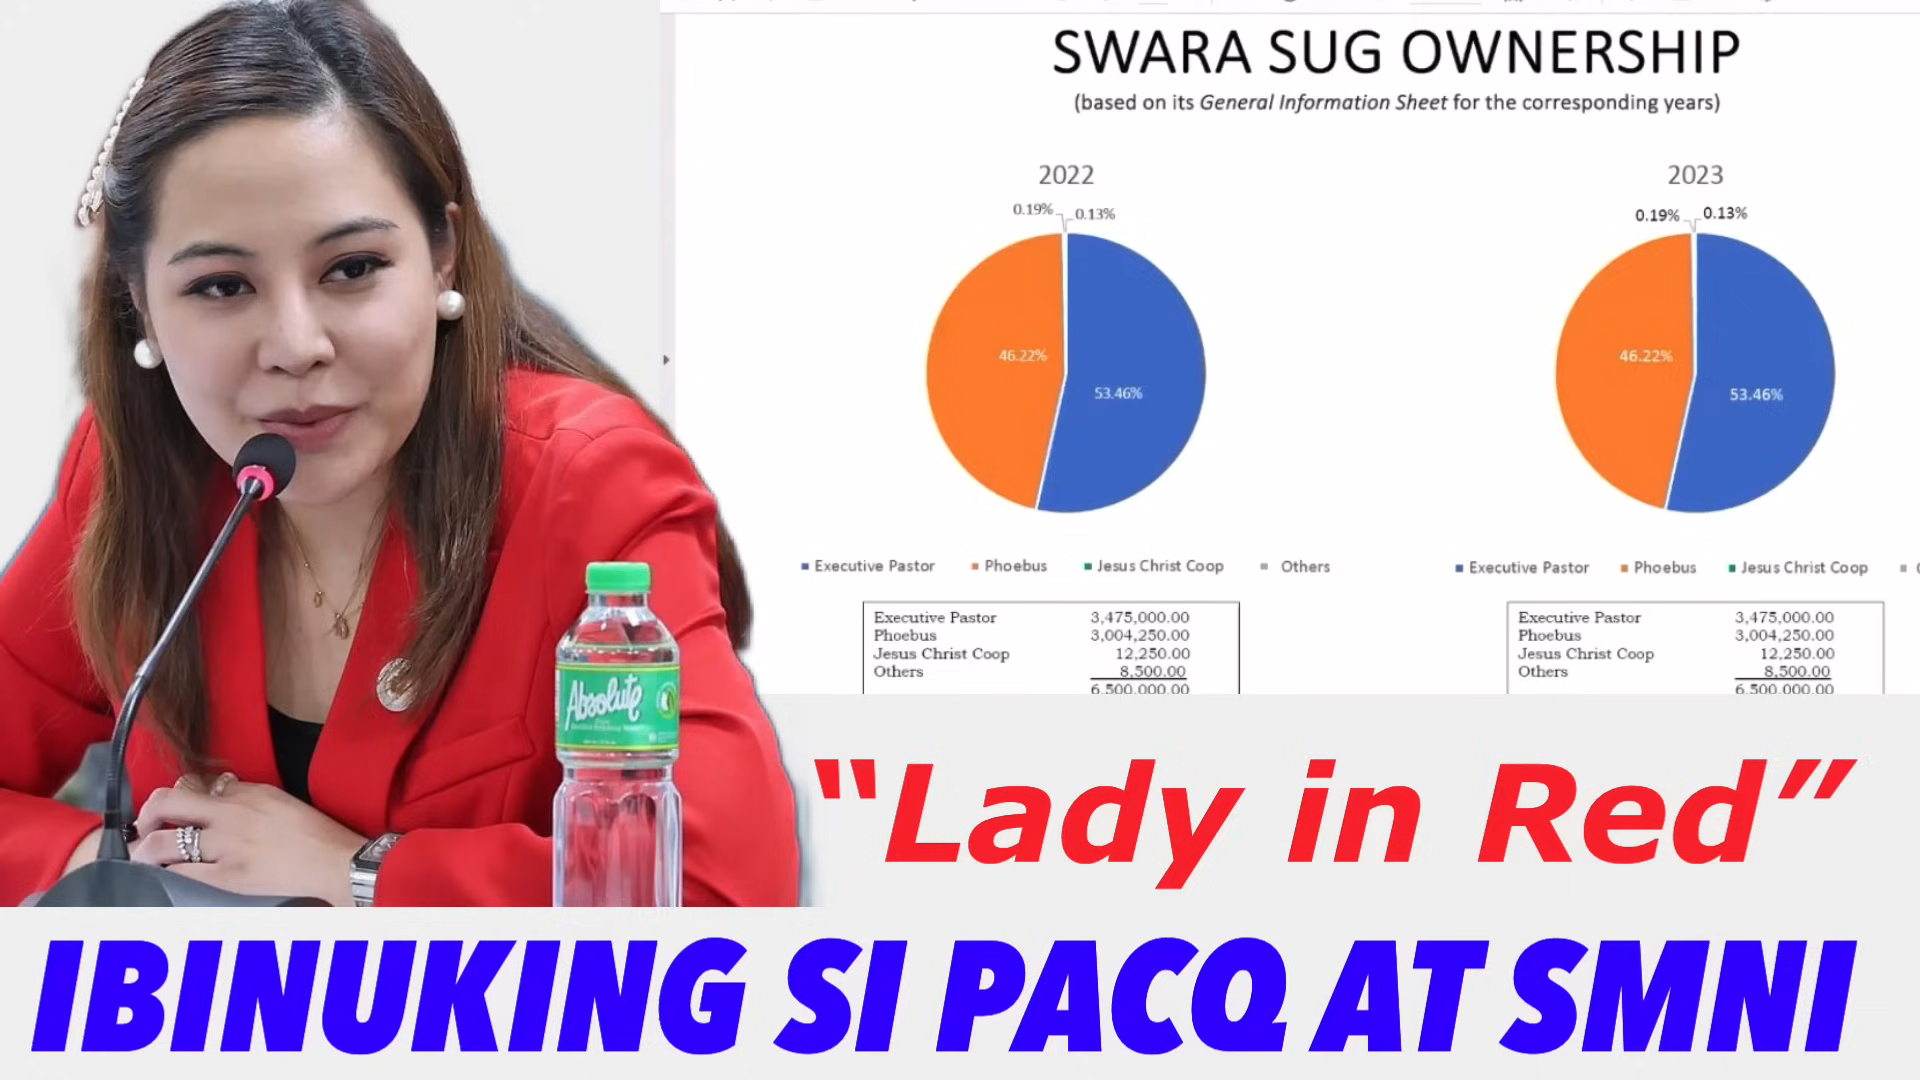 SWARA SUG OWNERSHIP
(based on its General Information Sheet for the corresponding years)
2022
0.19% 0.13%
46.22%
53.46%
Executive Pastor Phoebus Jesus Christ Coop Others
Executive Pastor 3,475,000.00
Phoebus 3,004,250.00
Jesus Christ Coop 12,250.00
Others 8,500.00
6,500,000.00
2023
0.19% 0.13%
46.22%
53.46%
Executive Pastor Phoebus Jesus Christ Coop
Executive Pastor 3,475,000.00
Phoebus 3,004,250.00
Jesus Christ Coop 12,250.00
Others 8,500.00
6,500,000.00
Absolute
“Lady in Red”
IBINUKING SI PACQ AT SMNI